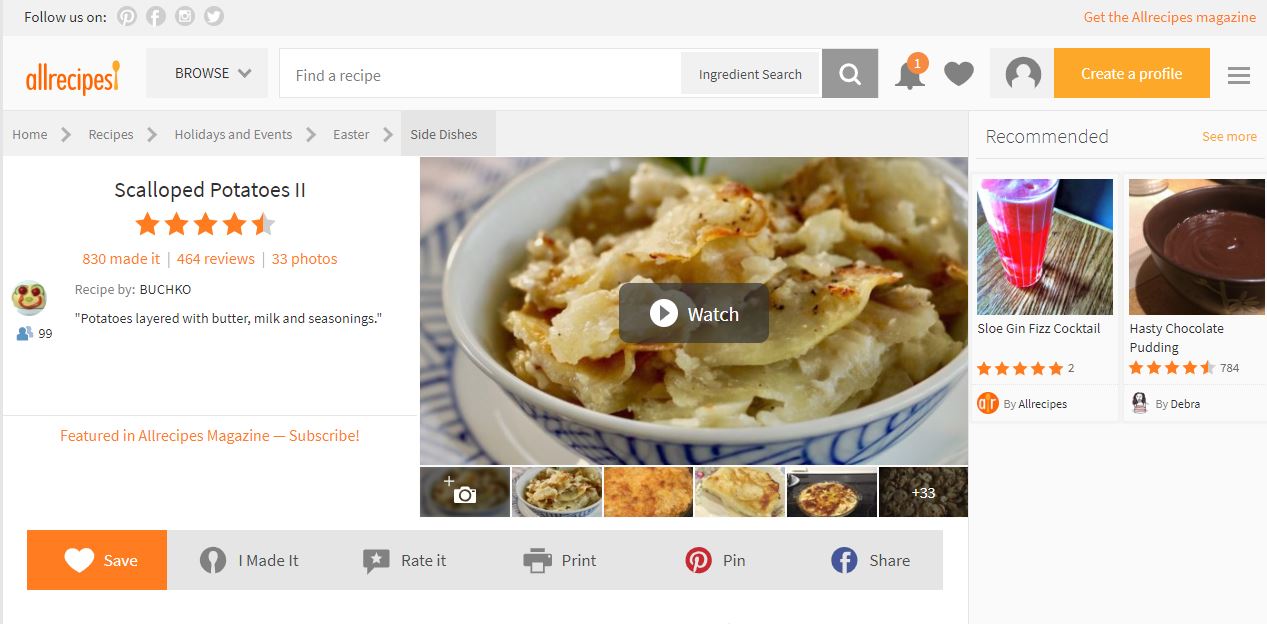 Follow us on:
Get the Allrecipes magazine
allrecipes
BROWSE
Find a recipe
Ingredient Search
1
Create a profile
Home
Recipes
Holidays and Events
Easter
Side Dishes
Recommended
See more
Scalloped Potatoes II
830 made it | 464 reviews | 33 photos
Recipe by: BUCHKO
"Potatoes layered with butter, milk and seasonings."
99
Featured in Allrecipes Magazine — Subscribe!
Watch
+33
Sloe Gin Fizz Cocktail
2
ar By Allrecipes
Hasty Chocolate
Pudding
784
By Debra
Save
I Made It
Rate it
Print
Pin
Share